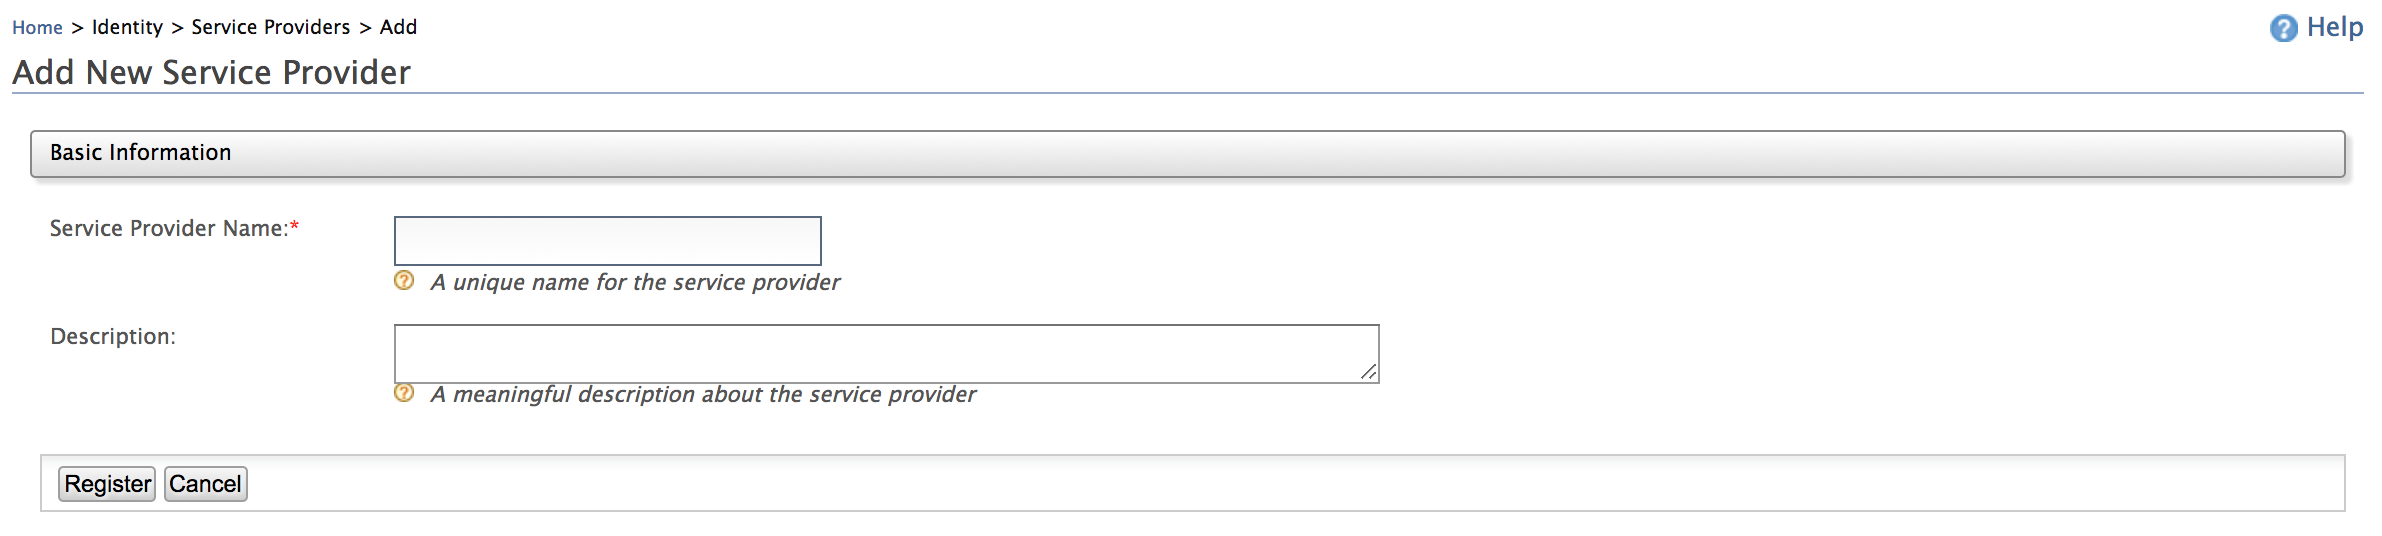 Home > Identity > Service Providers > Add
Help
Add New Service Provider
Basic Information
Service Provider Name:*
A unique name for the service provider
Description:
A meaningful description about the service provider
Register Cancel